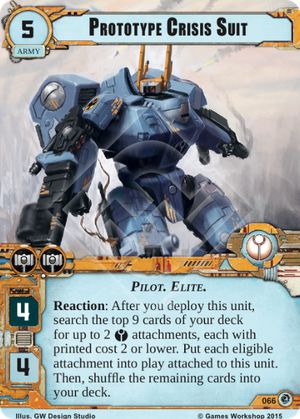 5
ARMY
PROTOTYPE CRISIS SUIT
PILOT. ELITE.
4
4
Reaction: After you deploy this unit,
search the top 9 cards of your deck
for up to 2 attachments, each with
printed cost 2 or lower. Put each eligible
attachment into play attached to this unit.
Then, shuffle the remaining cards into
your deck.
066
Illus. GW Design Studio
© Games Workshop 2015